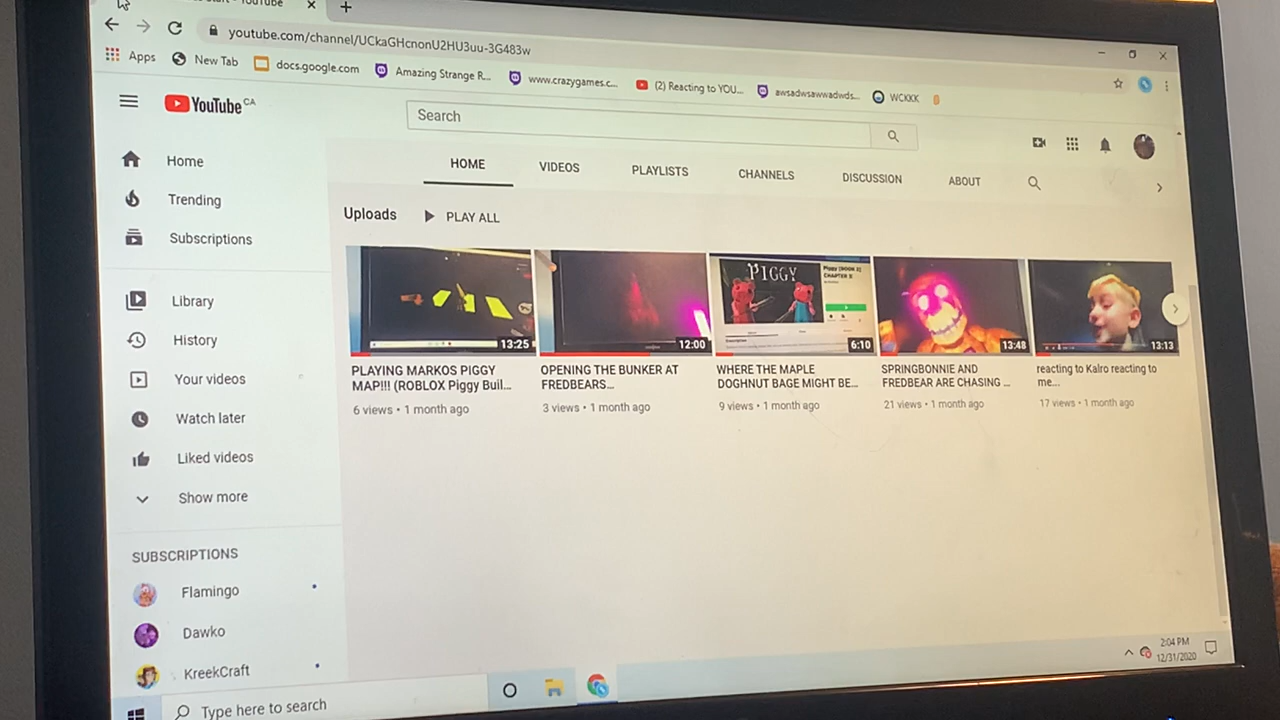 youtube.com/channel/UCkaGHcnonU2HU3uu-3G483w
Apps
New Tab
docs.google.com
Amazing Strange R...
www.crazygames.c...
(2) Reacting to YOU...
awsadwsawwadwds...
WCKKK
YouTube CA
Search
Home
Trending
Subscriptions
Library
History
Your videos
Watch later
Liked videos
Show more
SUBSCRIPTIONS
Flamingo
Dawko
KreekCraft
HOME
VIDEOS
PLAYLISTS
CHANNELS
DISCUSSION
ABOUT
Uploads
PLAY ALL
13:25
PLAYING MARKOS PIGGY
MAP!!! (ROBLOX Piggy Buil...
6 views • 1 month ago
12:00
OPENING THE BUNKER AT
FREDBEARS...
3 views • 1 month ago
PIGGY
Piggy [BOOK 2]
6:10
WHERE THE MAPLE
DOGHNUT BAGE MIGHT BE...
9 views • 1 month ago
13:48
SPRINGBONNIE AND
FREDBEAR ARE CHASING ...
21 views • 1 month ago
13:13
reacting to Kalro reacting to
me...
17 views • 1 month ago
Type here to search
2:04 PM
12/31/2020